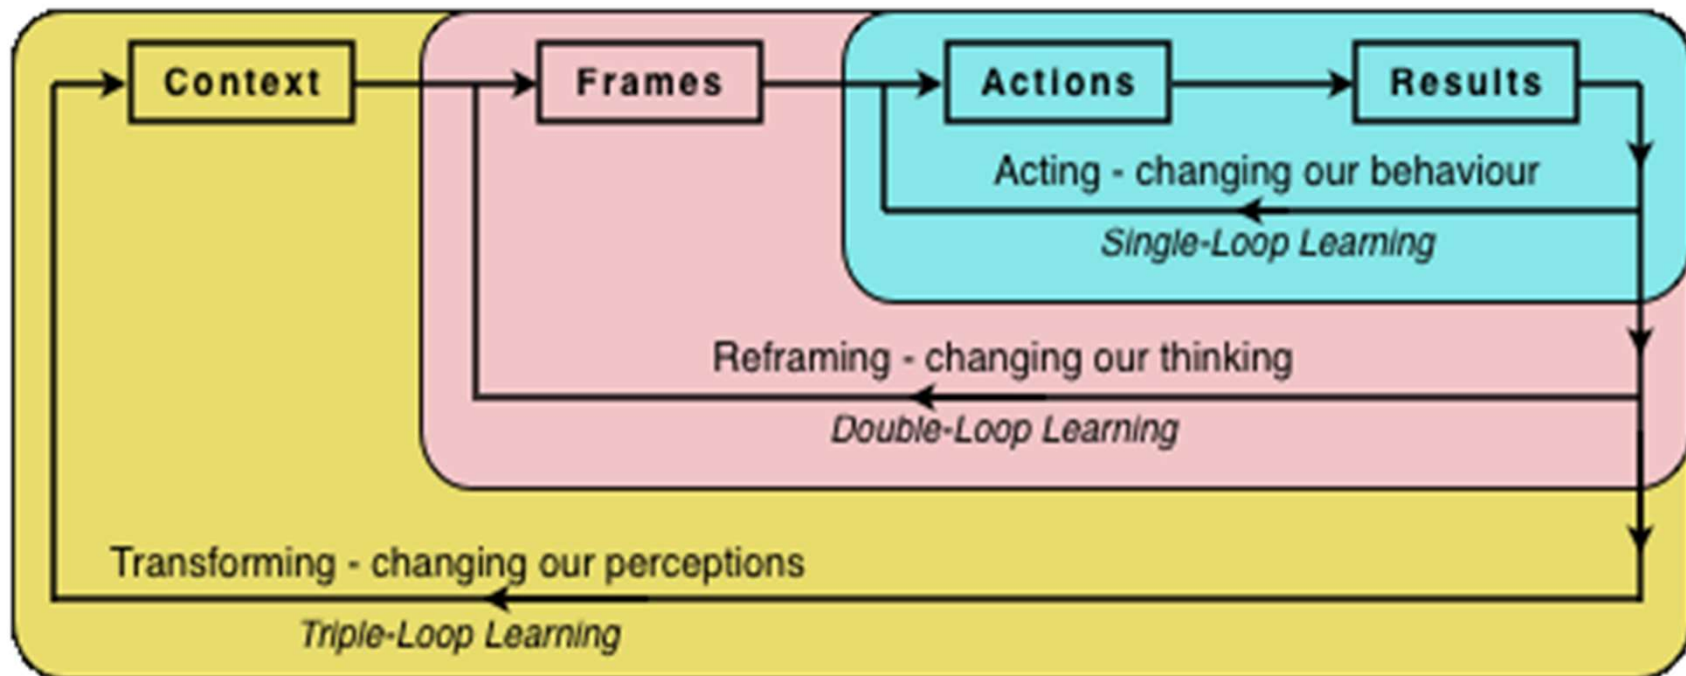 Context
Frames
Actions
Results
Acting - changing our behaviour
Single-Loop Learning
Reframing - changing our thinking
Double-Loop Learning
Transforming - changing our perceptions
Triple-Loop Learning